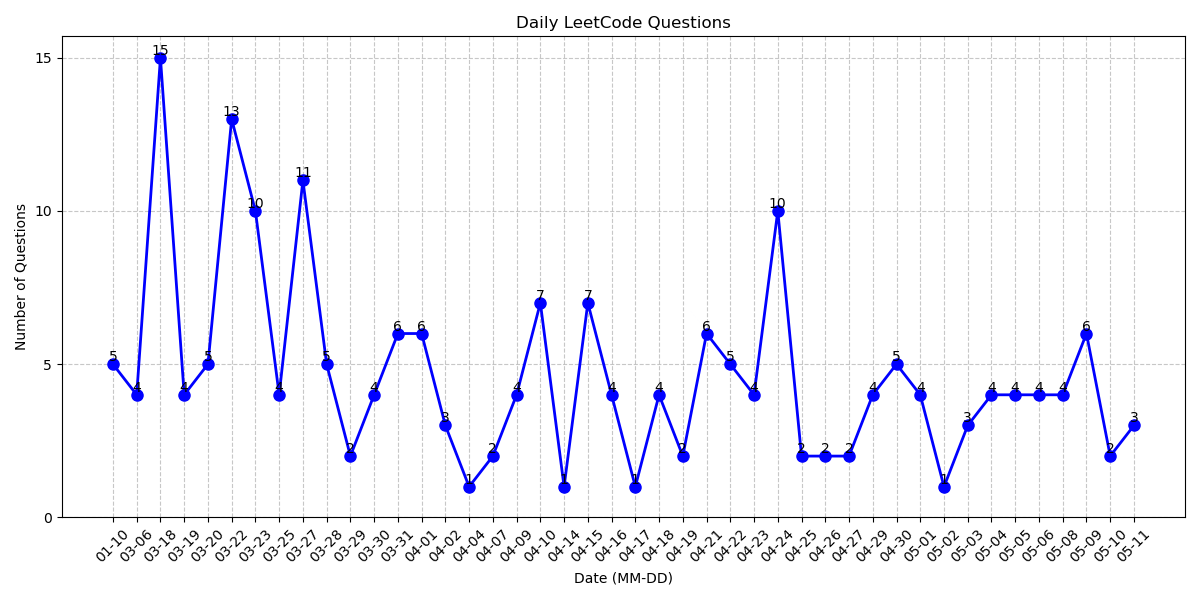 Daily LeetCode Questions
Number of Questions
15
10
5
0
5 4 15 4 5 13 10 4 11 5 2 4 6 6 3 1 2 4 7 1 7 4 1 4 2 6 5 4 10 2 2 2 4 5 4 1 3 4 4 4 4 6 2 3
01-10 03-06 03-18 03-19 03-20 03-22 03-23 03-25 03-27 03-28 03-29 03-30 03-31 04-01 04-02 04-04 04-07 04-09 04-10 04-14 04-15 04-16 04-17 04-18 04-19 04-21 04-22 04-23 04-24 04-25 04-26 04-27 04-29 04-30 05-01 05-02 05-03 05-04 05-05 05-06 05-08 05-09 05-10 05-11
Date (MM-DD)